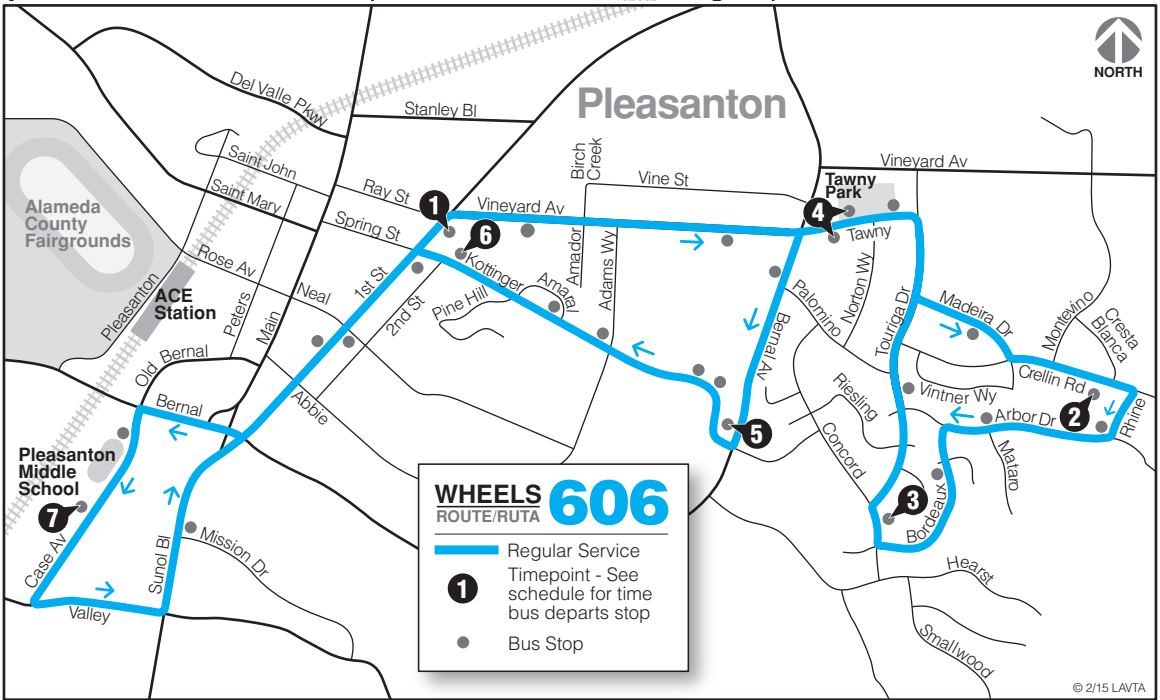 NORTH
Pleasanton
Del Valle Pkwy
Stanley Bl
Birch
Creek
Vineyard Av
Saint John
Ray St
Vine St
Tawny
Park
Saint Mary
Alameda
County
Fairgrounds
1
Vineyard Av
4
Tawny
Spring St
6
Kottinger
Rose Av
Amador
Adams Wy
Norton Wy
Pleasanton
ACE
Station
Neal
1st St
2nd St
Pine Hill
Amaral
Palomino
Touriga Dr
Madeira Dr
Montevino
Cresta
Blanca
Peters
Main
Bernal Av
Old Bernal
Crellin Rd
Riesling
Vintner Wy
2
Bernal
Abbie
Arbor Dr
Rhine
5
Concord
Mataro
Pleasanton
Middle
School
7
WHEELS
ROUTE/RUTA
606
3
Bordeaux
Case Av
Sunol Bl
Mission Dr
Regular Service
1
Timepoint - See
schedule for time
bus departs stop
Hearst
Valley
Bus Stop
Smallwood
© 2/15 LAVTA